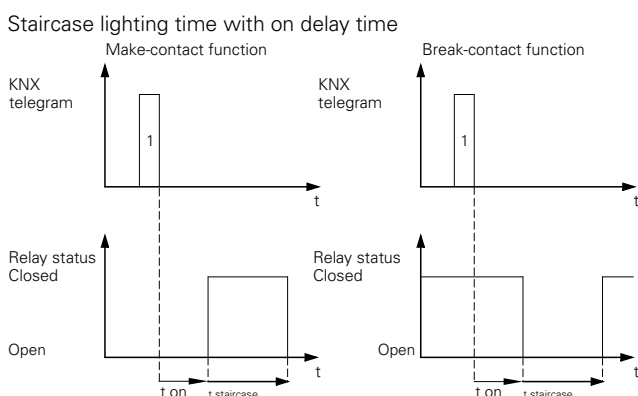 Staircase lighting time with on delay time
Make-contact function
Break-contact function
KNX
telegram
1
t
KNX
telegram
1
t
Relay status
Closed
Open
t
t on
t staircase
Relay status
Closed
Open
t
t on
t staircase